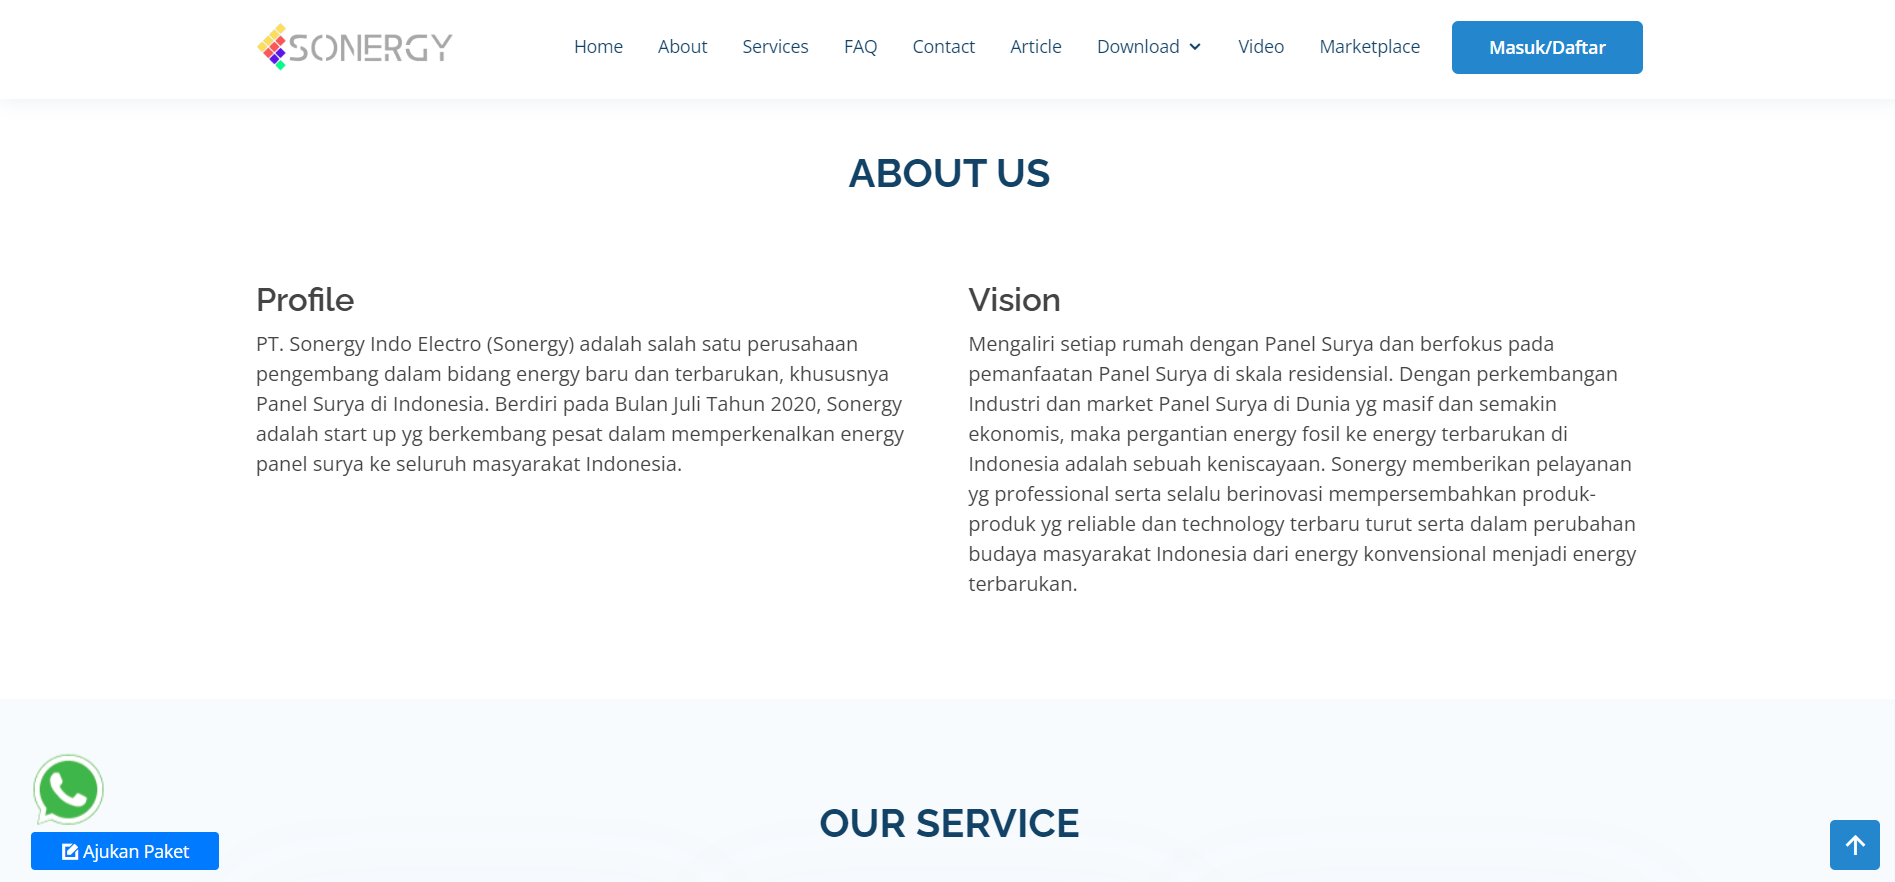 SONERGY
Home About Services FAQ Contact Article Download Video Marketplace Masuk/Daftar
ABOUT US
Profile
PT. Sonergy Indo Electro (Sonergy) adalah salah satu perusahaan
pengembang dalam bidang energy baru dan terbarukan, khususnya
Panel Surya di Indonesia. Berdiri pada Bulan Juli Tahun 2020, Sonergy
adalah start up yg berkembang pesat dalam memperkenalkan energy
panel surya ke seluruh masyarakat Indonesia.
Vision
Mengaliri setiap rumah dengan Panel Surya dan berfokus pada
pemanfaatan Panel Surya di skala residensial. Dengan perkembangan
Industri dan market Panel Surya di Dunia yg masif dan semakin
ekonomis, maka pergantian energy fosil ke energy terbarukan di
Indonesia adalah sebuah keniscayaan. Sonergy memberikan pelayanan
yg professional serta selalu berinovasi mempersembahkan produk-
produk yg reliable dan technology terbaru turut serta dalam perubahan
budaya masyarakat Indonesia dari energy konvensional menjadi energy
terbarukan.
OUR SERVICE
Ajukan Paket